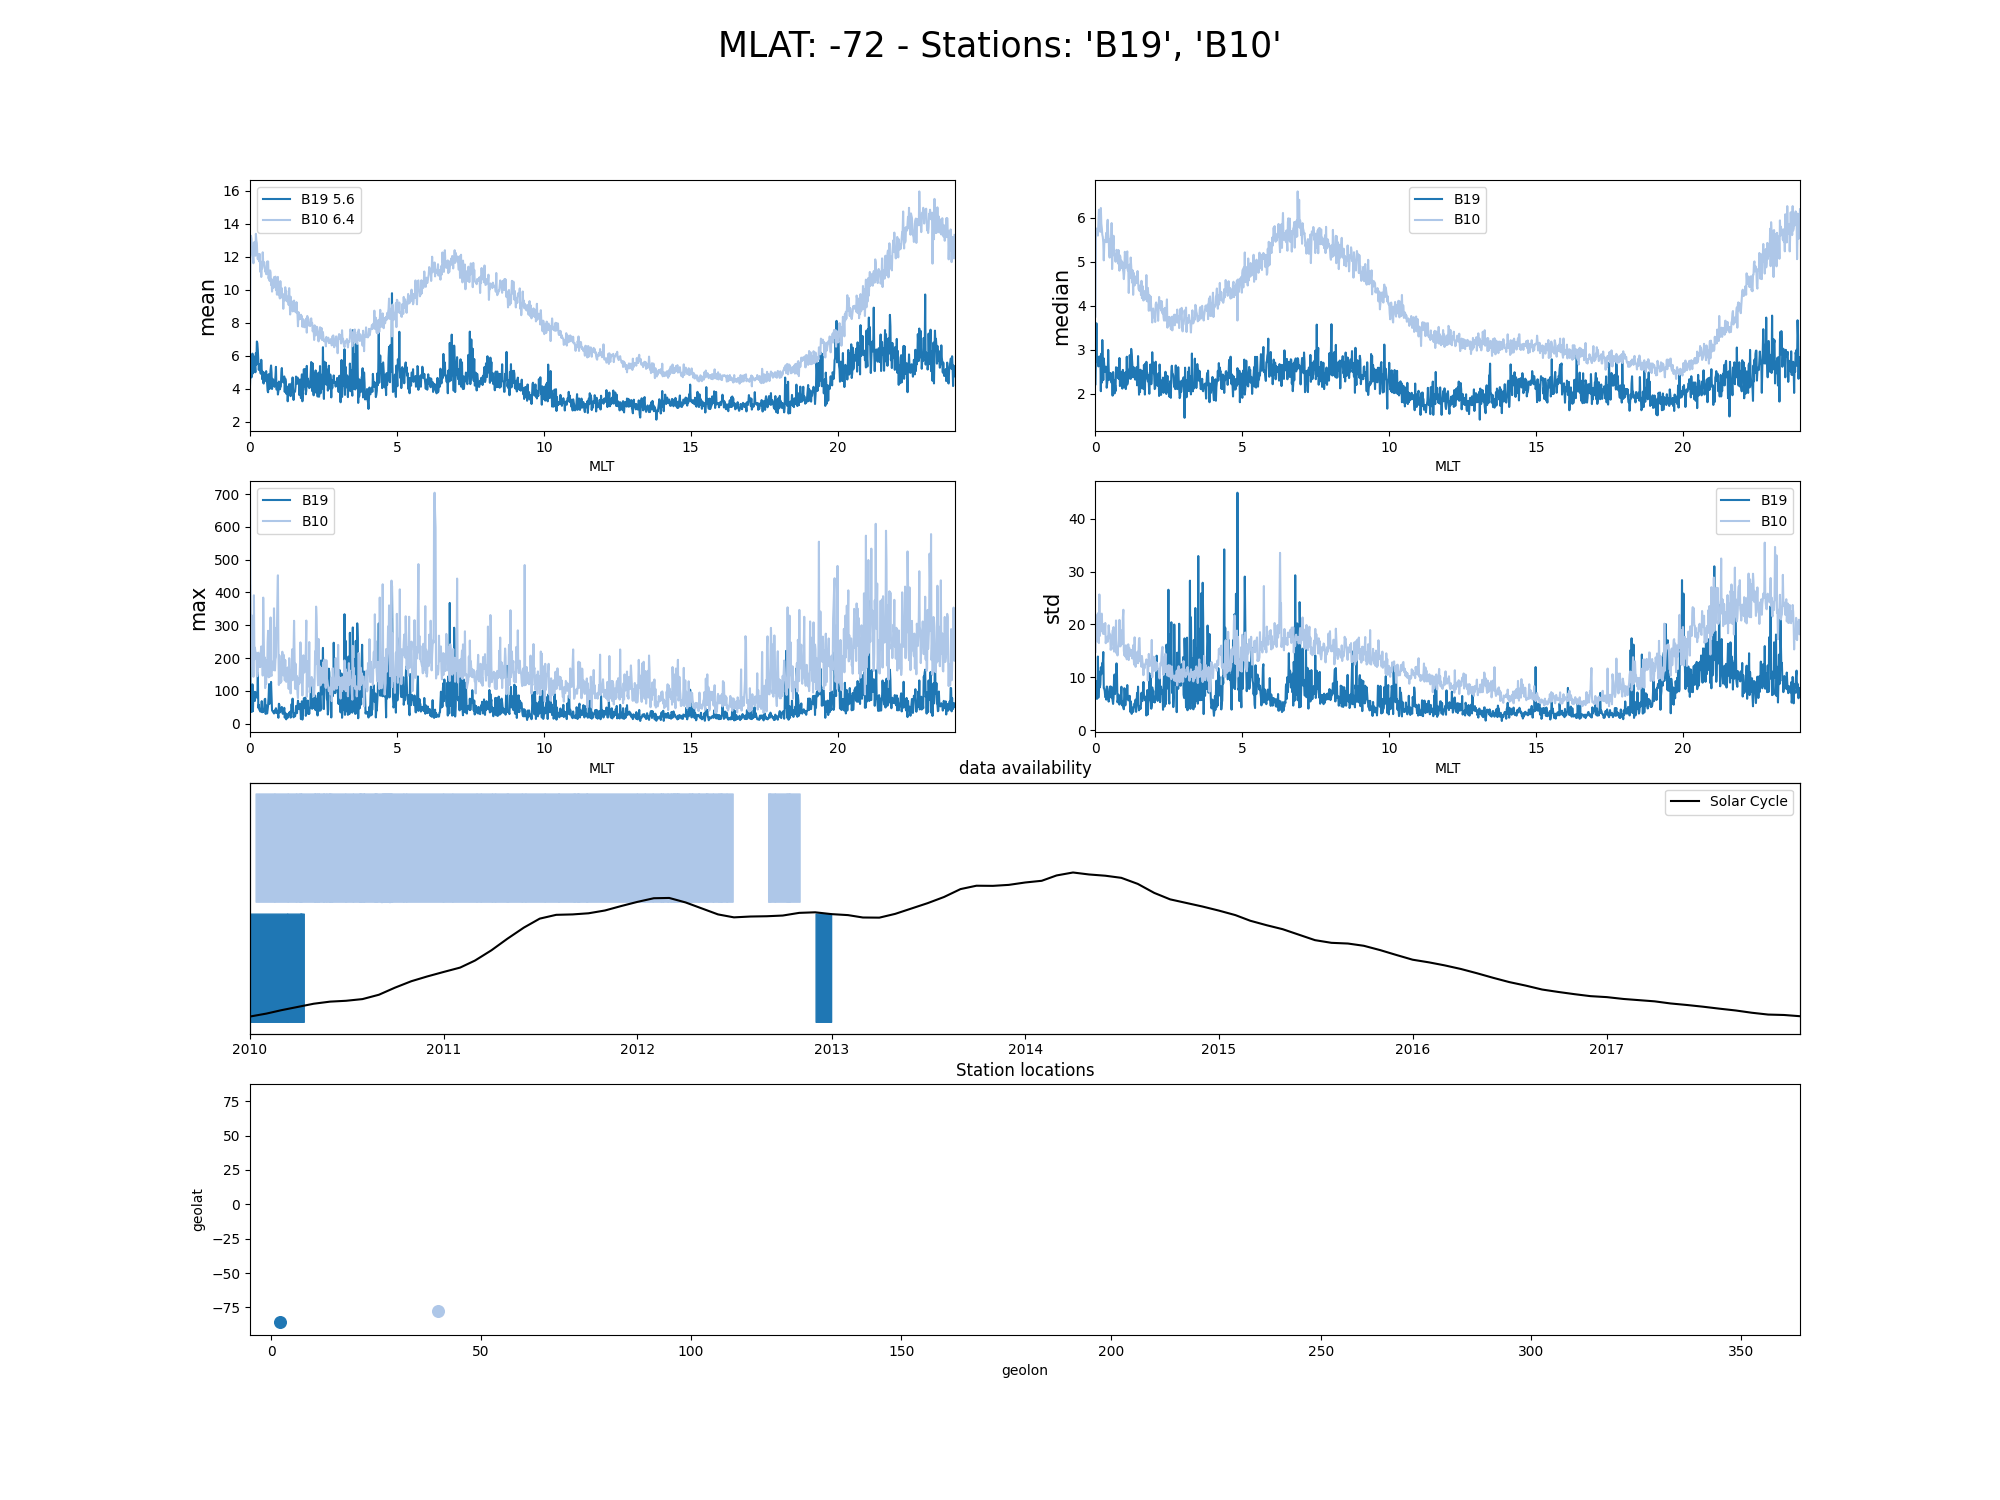 MLAT: -72 - Stations: 'B19', 'B10'
mean
16
14
12
10
8
6
4
2
B19 5.6
B10 6.4
0 5 10 15 20
MLT
median
6
5
4
3
2
B19
B10
0 5 10 15 20
MLT
max
700
600
500
400
300
200
100
0
B19
B10
0 5 10 15 20
MLT
std
40
30
20
10
0
B19
B10
0 5 10 15 20
MLT
data availability
Solar Cycle
2010 2011 2012 2013 2014 2015 2016 2017
Station locations
geolat
75
50
25
0
−25
−50
−75
0 50 100 150 200 250 300 350
geolon